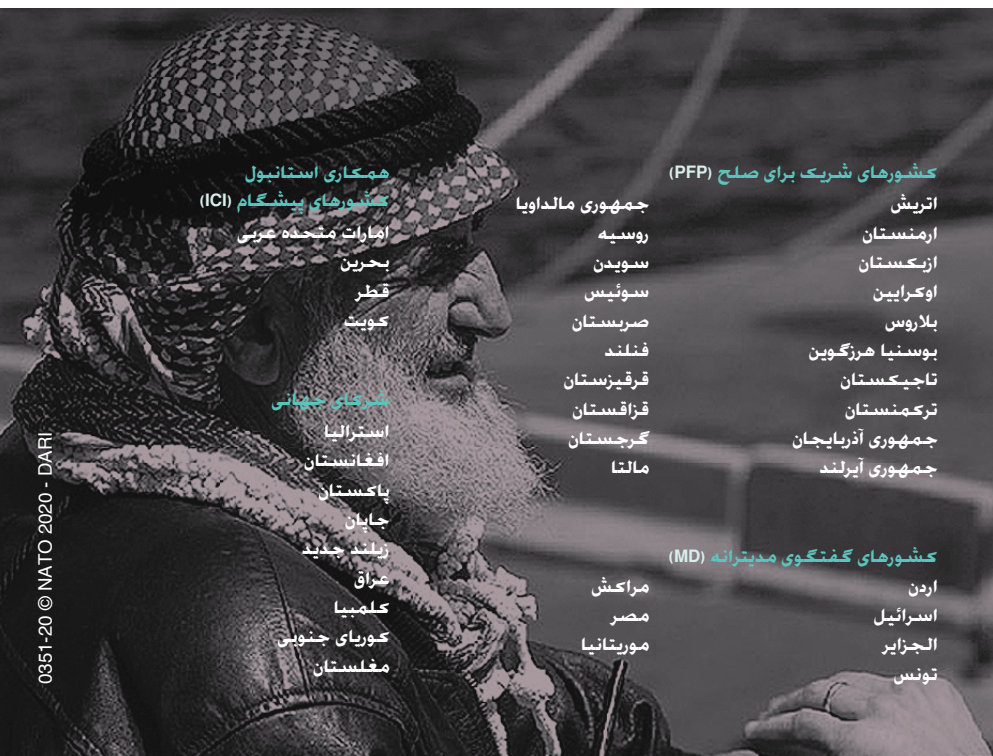 کشورهای شریک برای صلح (PFP)
اتریش
ارمنستان
ازبکستان
اوکرایین
بلاروس
بوسنیا هرزگوین
تاجیکستان
ترکمنستان
جمهوری آذربایجان
جمهوری آیرلند
جمهوری مالداویا
روسیه
سویدن
سوئیس
صربستان
فنلند
قرقیزستان
قزاقستان
گرجستان
مالتا
کشورهای گفتگوی مدیترانه (MD)
اردن
اسرائیل
الجزایر
تونس
مراکش
مصر
موریتانیا
همکاری استانبول
کشورهای پیشگام (ICI)
امارات متحده عربی
بحرین
قطر
کویت
شرکای جهانی
استرالیا
افغانستان
پاکستان
جاپان
زیلند جدید
عراق
کلمبیا
کوریای جنوبی
مغلستان
0351-20 © NATO 2020 - DARI